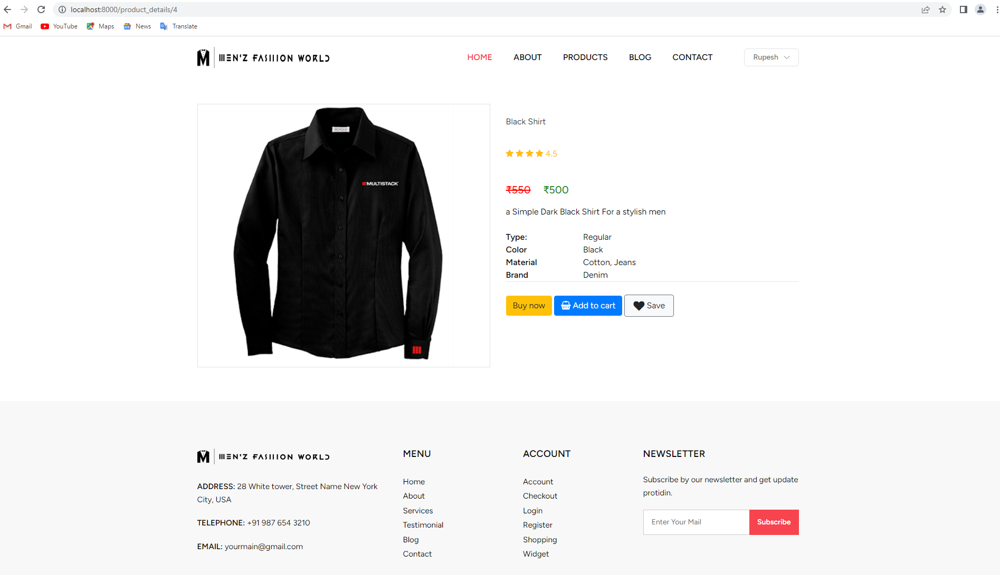 localhost:8000/product_details/4
Gmail YouTube Maps News Translate
MEN'Z FASHION WORLD
HOME ABOUT PRODUCTS BLOG CONTACT Rupesh
MULTISTACK
Black Shirt
4.5
₹550 ₹500
a Simple Dark Black Shirt For a stylish men
Type: Regular
Color Black
Material Cotton, Jeans
Brand Denim
Buy now Add to cart Save
MEN'Z FASHION WORLD
ADDRESS: 28 White tower, Street Name New York
City, USA
TELEPHONE: +91 987 654 3210
EMAIL: yourmain@gmail.com
MENU
Home
About
Services
Testimonial
Blog
Contact
ACCOUNT
Account
Checkout
Login
Register
Shopping
Widget
NEWSLETTER
Subscribe by our newsletter and get update
protidin.
Enter Your Mail Subscribe